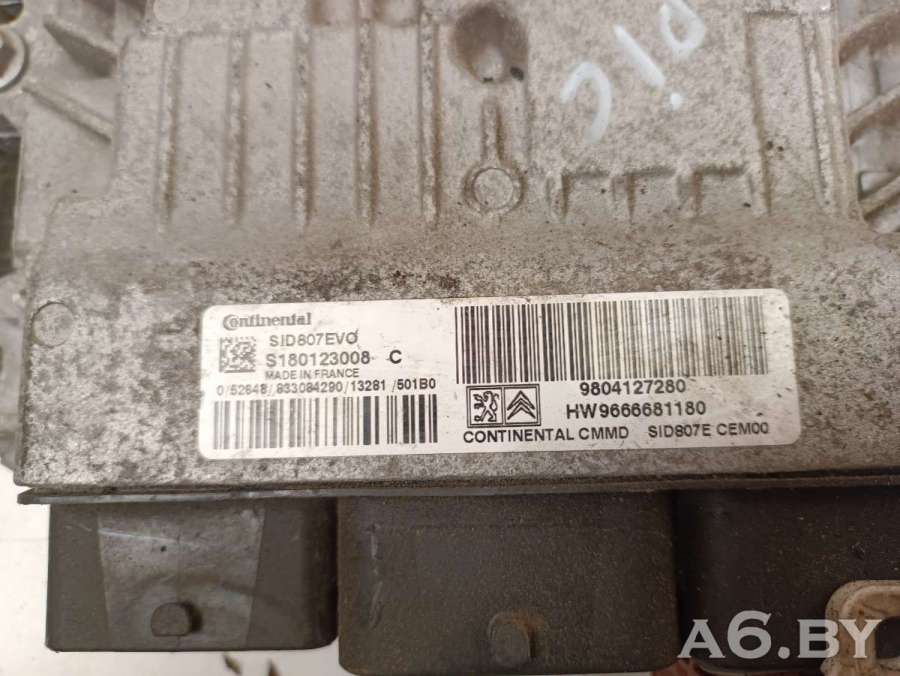 Continental
SID807EVO
S180123008 C
MADE IN FRANCE
0/52648/833084290/13281/501B0
9804127280
HW9666681180
CONTINENTAL CMMD SID807E CEM00
A6.BY